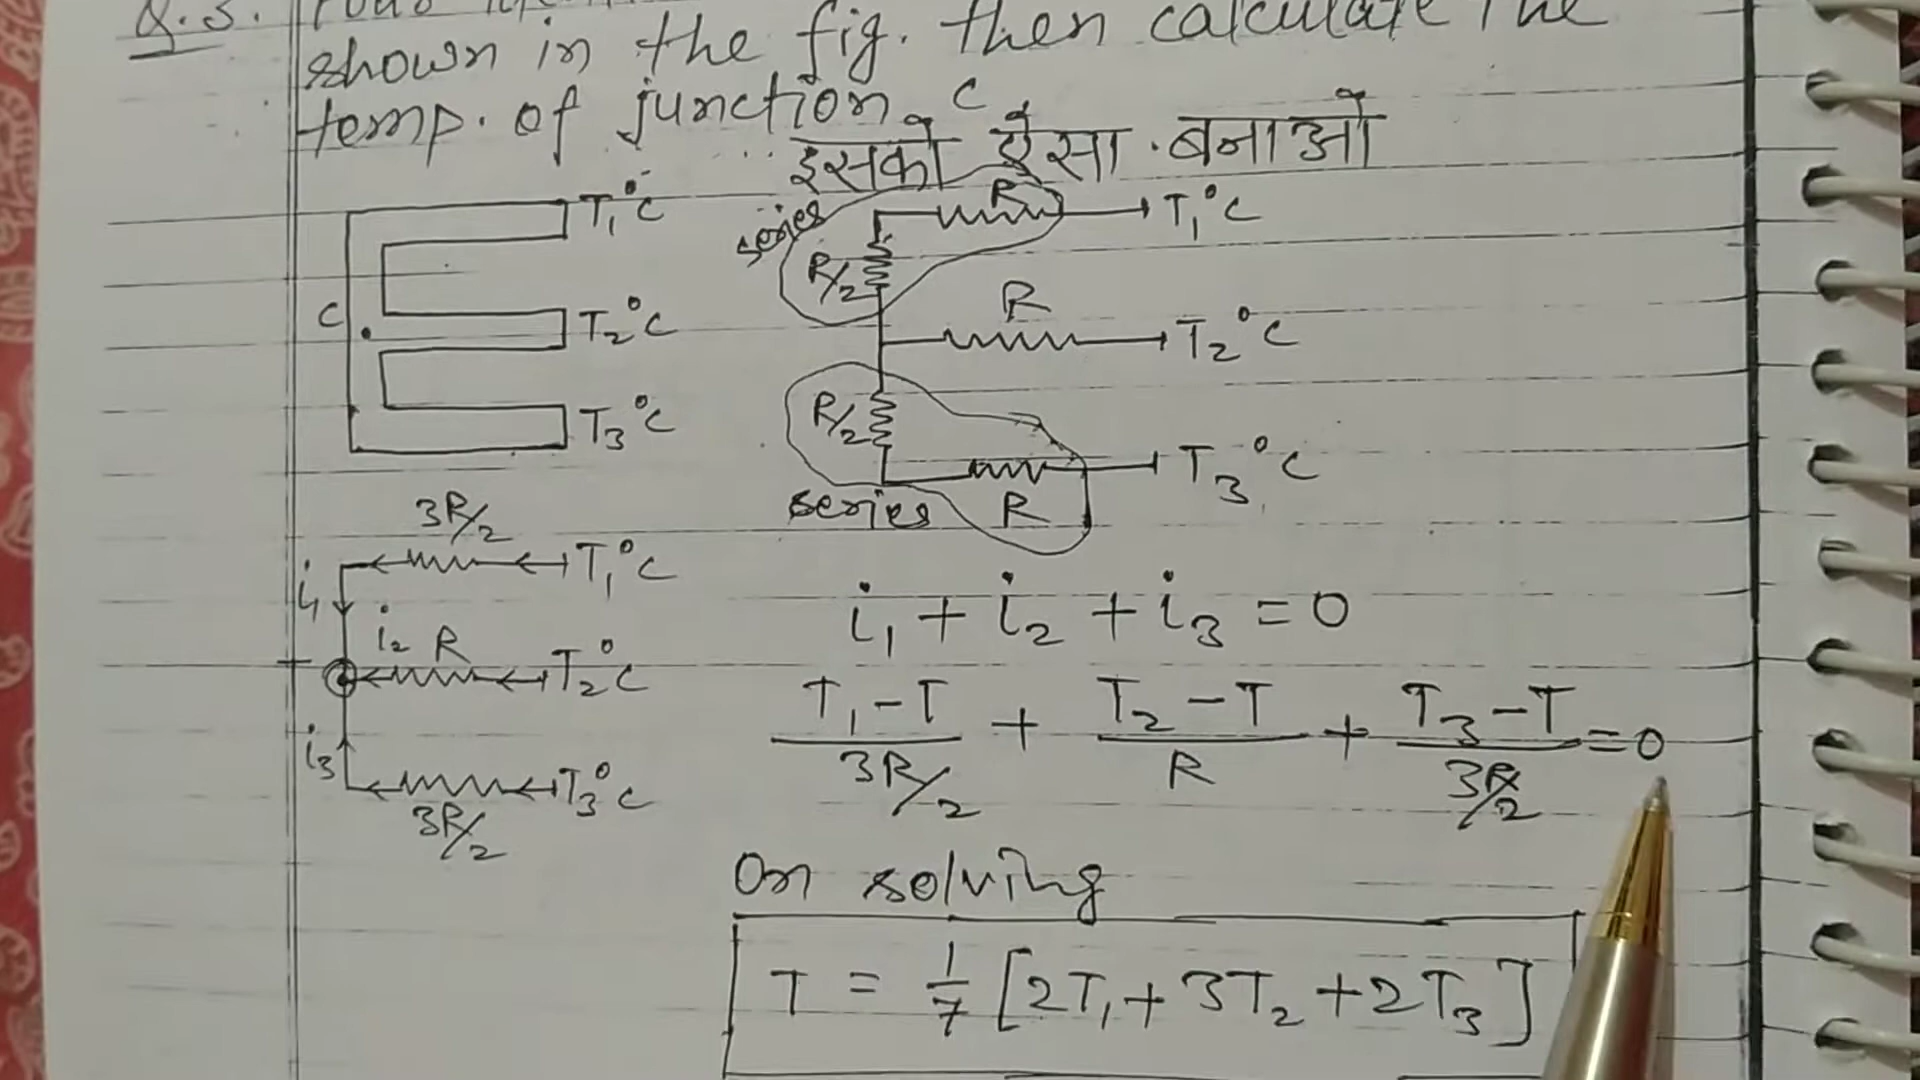 Q.3. Four
shown in the fig. then calculate the
temp. of junction C
इसको ऐसा बनाओ
T₁°C
C
T₂°C
T₃°C
series
R
T₁°C
R/2
R
T₂°C
R/2
T₃°C
series
R
3R/2
T₁°C
i₁
i₂ R
T₂°C
i₃
T₃°C
3R/2
i₁ + i₂ + i₃ = 0
(T₁ - T)/(3R/2) + (T₂ - T)/R + (T₃ - T)/(3R/2) = 0
On solving
T = 1/7 [2T₁ + 3T₂ + 2T₃]